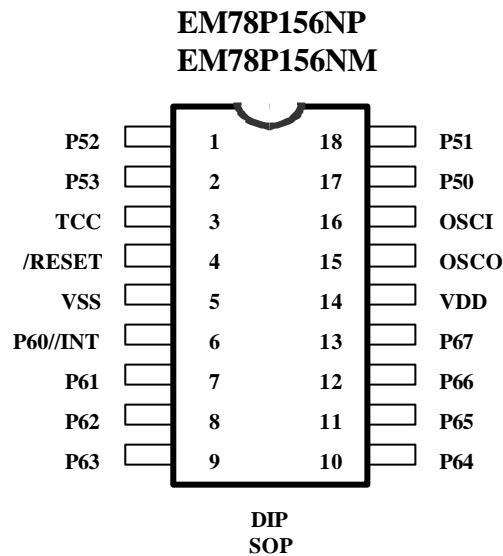 EM78P156NP
EM78P156NM
P52 1 18 P51
P53 2 17 P50
TCC 3 16 OSCI
/RESET 4 15 OSCO
VSS 5 14 VDD
P60//INT 6 13 P67
P61 7 12 P66
P62 8 11 P65
P63 9 10 P64
DIP
SOP